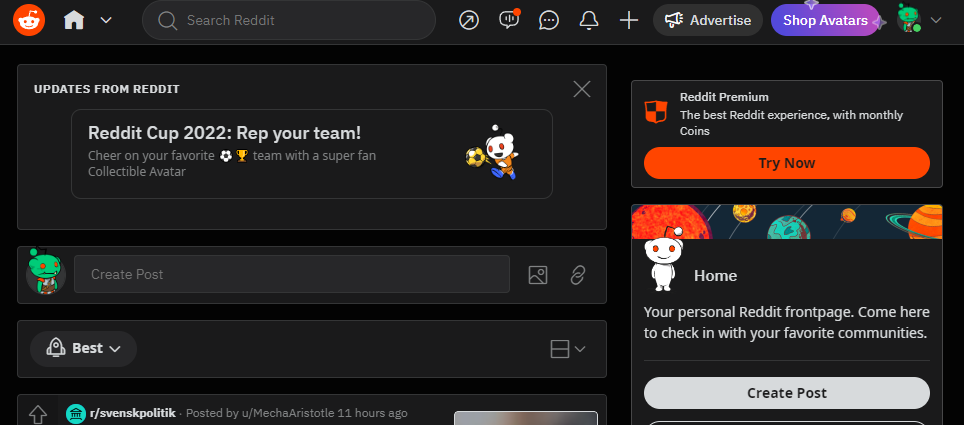 Search Reddit
Advertise
Shop Avatars
UPDATES FROM REDDIT
Reddit Cup 2022: Rep your team!
Cheer on your favorite ⚽ 🏆 team with a super fan
Collectible Avatar
Create Post
Best
r/svenskpolitik · Posted by u/MechaAristotle 11 hours ago
Reddit Premium
The best Reddit experience, with monthly
Coins
Try Now
Home
Your personal Reddit frontpage. Come here
to check in with your favorite communities.
Create Post